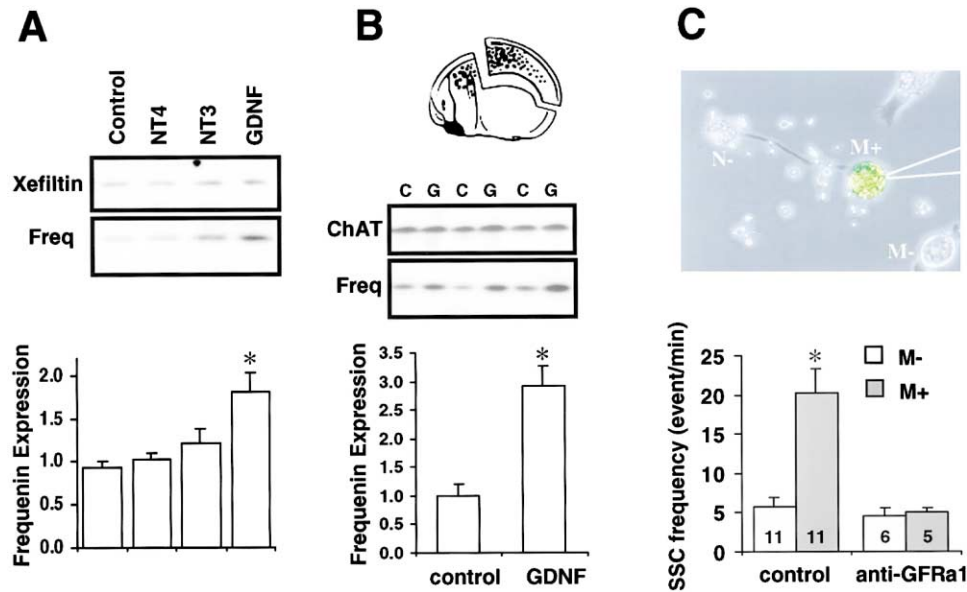 A
Control
NT4
NT3
GDNF
Xefiltin
Freq
Frequenin Expression
2.0
1.5
1.0
0.5
0.0
*
B
C G C G C G
ChAT
Freq
Frequenin Expression
3.5
3.0
2.5
2.0
1.5
1.0
0.5
0.0
*
control GDNF
C
N-
M+
M-
SSC frequency (event/min)
25
20
15
10
5
0
*
M-
M+
11 11 6 5
control anti-GFRa1